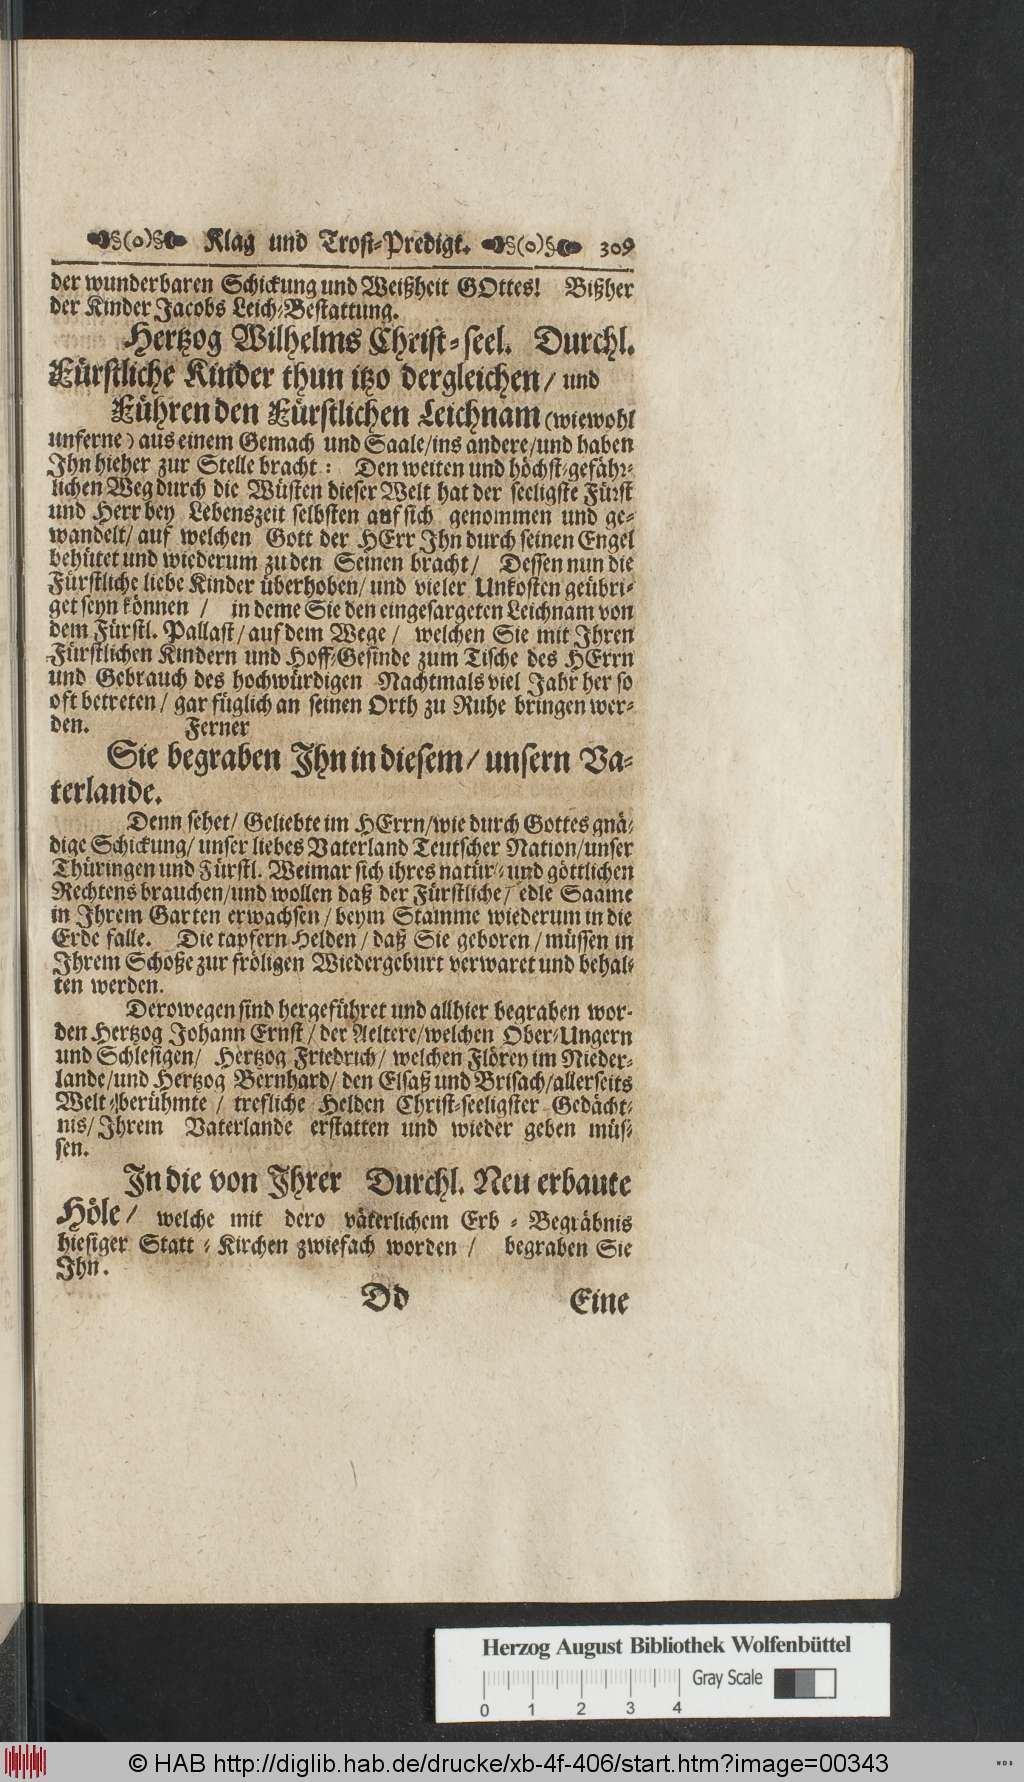 §(o)§ Klag und Trost-Predigt. §(o)§ 309
der wunderbaren Schickung und Weißheit GOttes! Bißher
der Kinder Jacobs Leich-Bestattung.
Hertzog Wilhelms Christ-seel. Durchl.
Fürstliche Kinder thun itzo dergleichen/ und
Führen den Fürstlichen Leichnam (wiewohl
unferne) aus einem Gemach und Saale/ins andere/und haben
Ihn hieher zur Stelle bracht: Den weiten und höchst-gefähr-
lichen Weg durch die Wüsten dieser Welt hat der seeligste Fürst
und Herr bey Lebenszeit selbsten auf sich genommen und ge-
wandelt/ auf welchen Gott der HErr Ihn durch seinen Engel
behütet und wiederum zu den Seinen bracht/ Dessen nun die
Fürstliche liebe Kinder überhoben/ und vieler Unkosten geübri-
get seyn können / in deme Sie den eingesargeten Leichnam von
dem Fürstl. Pallast/ auf dem Wege / welchen Sie mit Ihren
Fürstlichen Kindern und Hoff-Gesinde zum Tische des HErrn
und Gebrauch des hochwürdigen Nachtmals viel Jahr her so
oft betreten / gar füglich an seinen Orth zu Ruhe bringen wer-
den. Ferner
Sie begraben Ihn in diesem/ unsern Va-
terlande.
Denn sehet/ Geliebte im HErrn/wie durch Gottes gnä-
dige Schickung/ unser liebes Vaterland Teutscher Nation/unser
Thüringen und Fürstl. Weimar sich ihres natür- und göttlichen
Rechtens brauchen/und wollen daß der Fürstliche/ edle Saame
in Ihrem Garten erwachsen / beym Stamme wiederum in die
Erde falle. Die tapfern Helden / daß Sie geboren / müssen in
Ihrem Schoße zur fröligen Wiedergeburt verwaret und behal-
ten werden.
Derowegen sind hergeführet und allhier begraben wor-
den Hertzog Johann Ernst / der Aeltere/welchen Ober-Ungern
und Schlesigen/ Hertzog Friedrich/ welchen Flörey im Nieder-
lande/und Hertzog Bernhard/ den Elsaß und Brisach/allerseits
Welt-berühmte / trefliche Helden Christ-seeligster Gedächt-
nis/ Ihrem Vaterlande erstatten und wieder geben müs-
sen.
In die von Ihrer Durchl. Neu erbaute
Höle/ welche mit dero väterlichem Erb-Begräbnis
hiesiger Statt-Kirchen zwiefach worden / begraben Sie
Ihn.
Dd Eine
Herzog August Bibliothek Wolfenbüttel
Gray Scale
0 1 2 3 4
© HAB http://diglib.hab.de/drucke/xb-4f-406/start.htm?image=00343